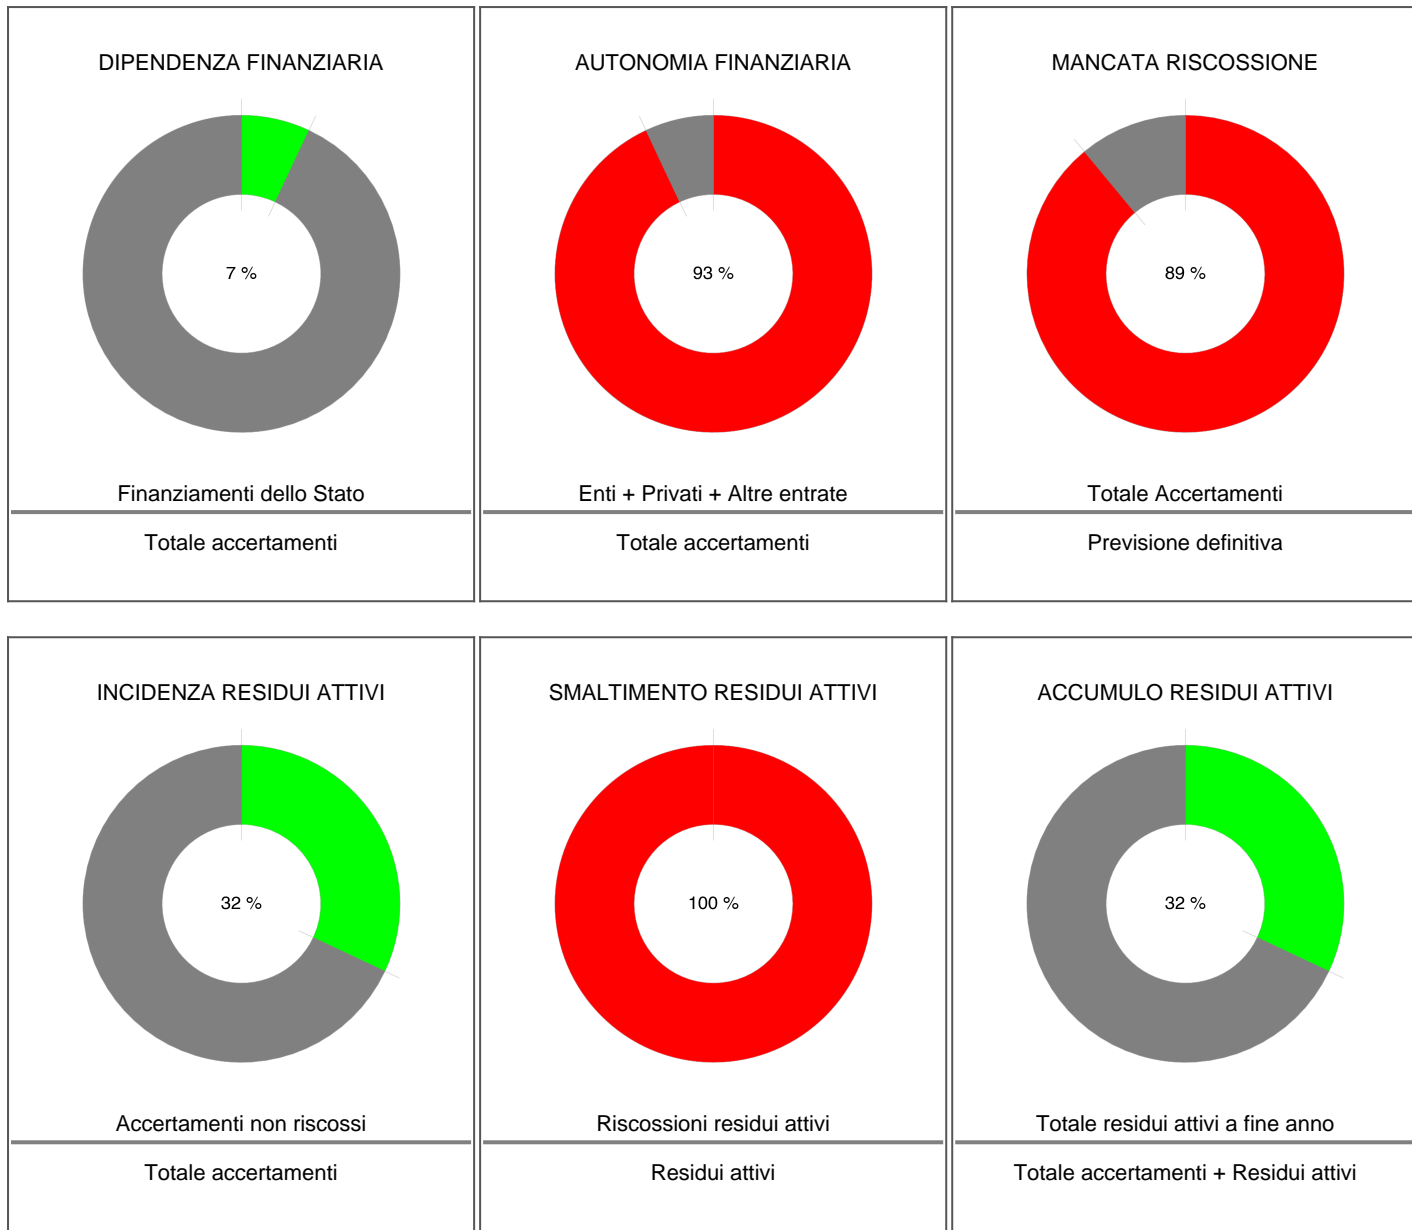 DIPENDENZA FINANZIARIA
7 %
Finanziamenti dello Stato
Totale accertamenti
AUTONOMIA FINANZIARIA
93 %
Enti + Privati + Altre entrate
Totale accertamenti
MANCATA RISCOSSIONE
89 %
Totale Accertamenti
Previsione definitiva
INCIDENZA RESIDUI ATTIVI
32 %
Accertamenti non riscossi
Totale accertamenti
SMALTIMENTO RESIDUI ATTIVI
100 %
Riscossioni residui attivi
Residui attivi
ACCUMULO RESIDUI ATTIVI
32 %
Totale residui attivi a fine anno
Totale accertamenti + Residui attivi